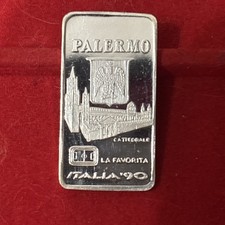 PALERMO
CATTEDRALE
LA FAVORITA
ITALIA '90